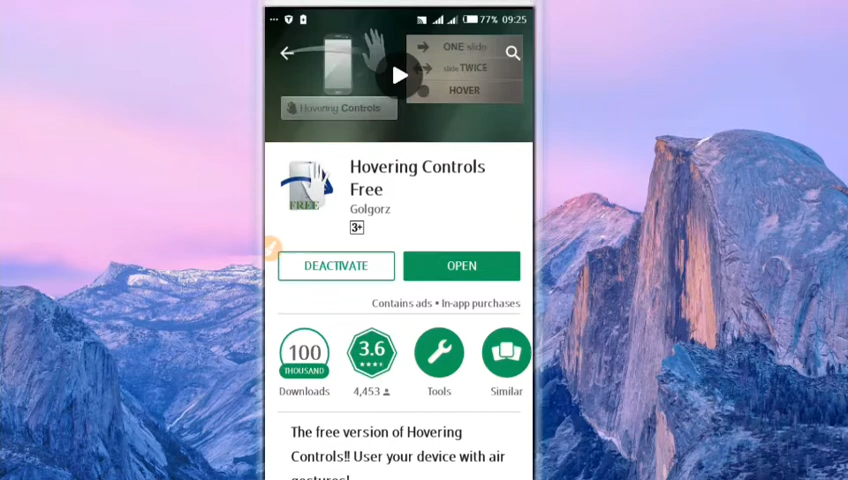 77% 09:25
ONE slide
slide TWICE
HOVER
Hovering Controls
Hovering Controls
Free
FREE
Golgorz
3+
DEACTIVATE
OPEN
Contains ads • In-app purchases
100
THOUSAND
3.6
Downloads
4,453
Tools
Similar
The free version of Hovering
Controls!! User your device with air
gestures!